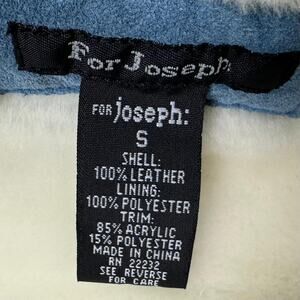 For Joseph:
FOR joseph:
S
SHELL:
100% LEATHER
LINING:
100% POLYESTER
TRIM:
85% ACRYLIC
15% POLYESTER
MADE IN CHINA
RN 22232
SEE REVERSE
FOR CARE